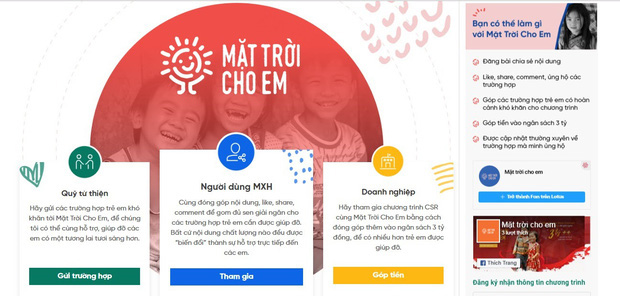 MẶT TRỜI
CHO EM
Quỹ từ thiện
Hãy gửi các trường hợp trẻ em khó
khăn tới Mặt Trời Cho Em, để chúng
tôi có thể cùng hỗ trợ, giúp đỡ các
em có một tương lai tươi sáng hơn.
Gửi trường hợp
Người dùng MXH
Cùng đóng góp nội dung, like, share,
comment để gom đủ sen giải ngân cho
các trường hợp trẻ em cần được giúp đỡ.
Bất cứ nội dung chất lượng nào đều được
“biến đổi” thành sự hỗ trợ trực tiếp đến
các em.
Tham gia
Doanh nghiệp
Hãy tham gia chương trình CSR
cùng Mặt Trời Cho Em bằng cách
đóng góp thêm vào ngân sách 3 tỷ
đồng, để có nhiều hơn trẻ em được
giúp đỡ.
Góp tiền
Bạn có thể làm gì
với Mặt Trời Cho Em
Đăng bài chia sẻ nội dung
Like, share, comment, ủng hộ các
trường hợp
Góp các trường hợp trẻ em có hoàn
cảnh khó khăn cho chương trình
Góp tiền vào ngân sách 3 tỷ
Được cập nhật thường xuyên về
trường hợp mà mình ủng hộ
Mặt trời cho em
+ Trở thành Fan trên Lotus
Mặt trời cho em
3 lượt thích
Thích Trang
Đăng ký nhận thông tin chương trình